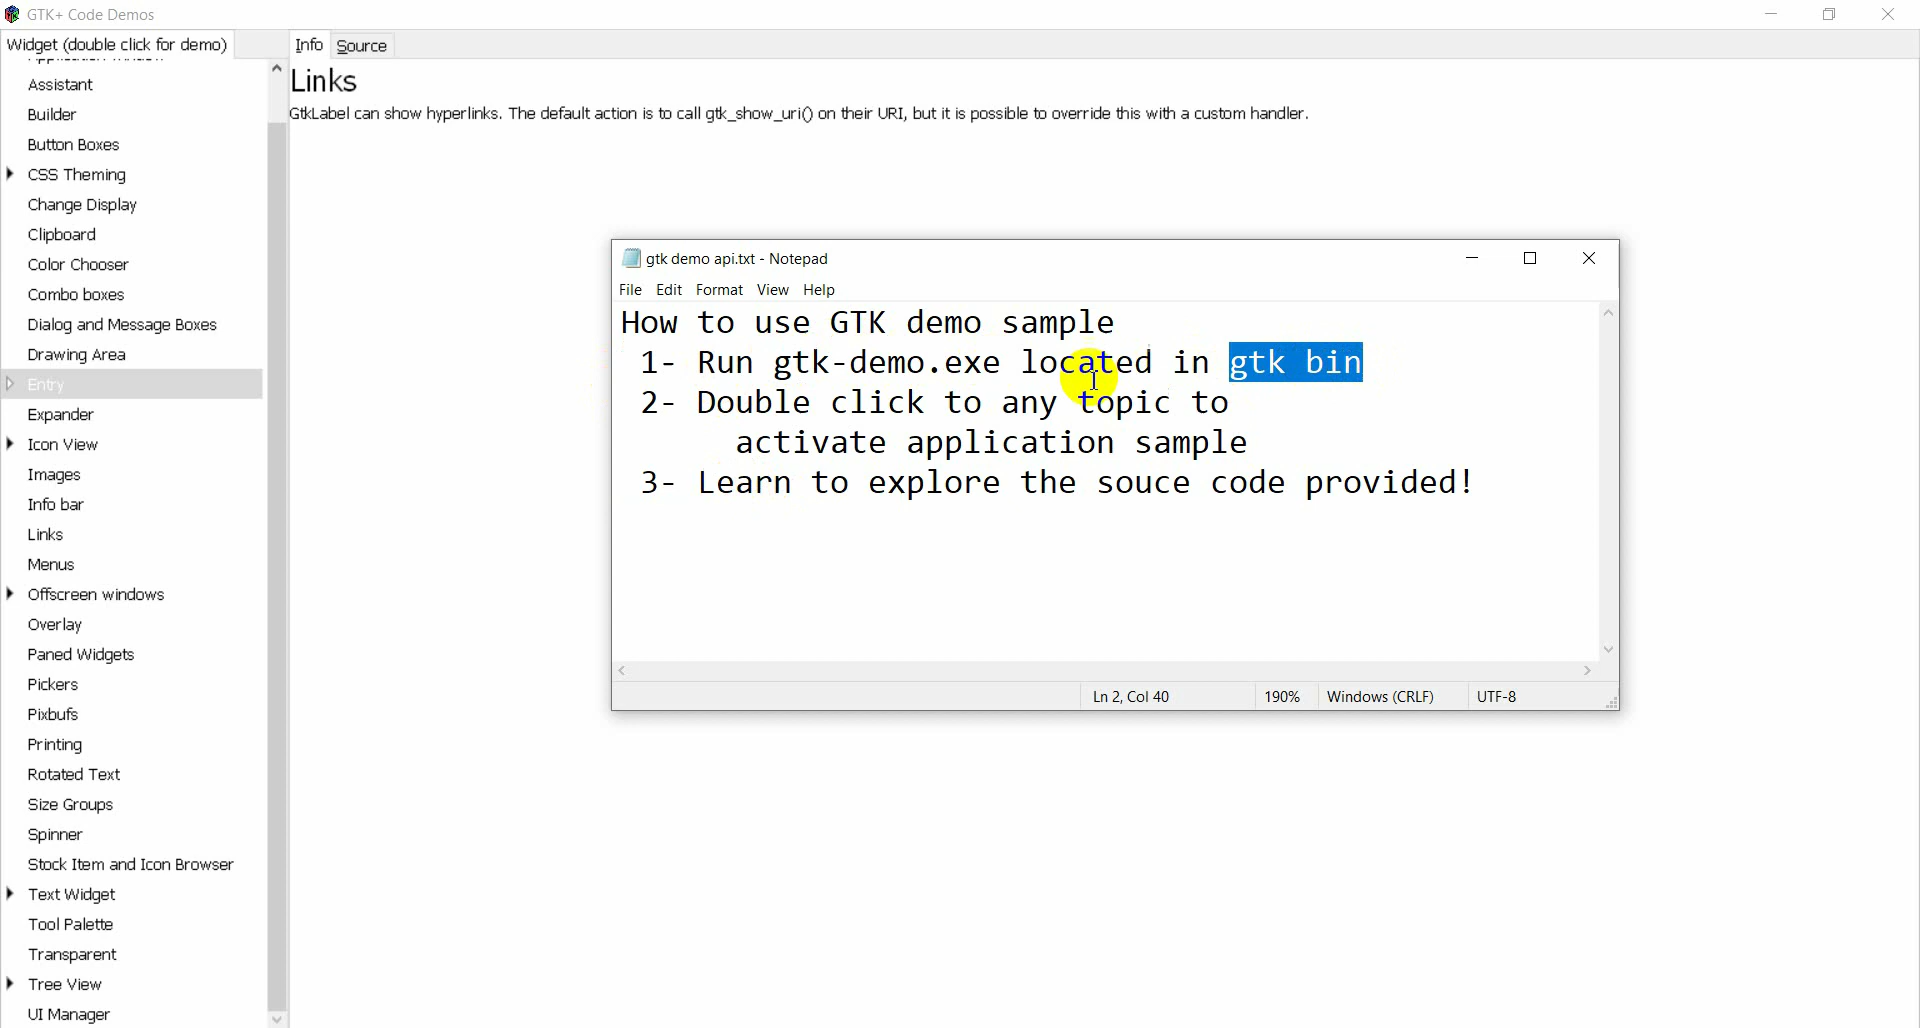 GTK+ Code Demos
Widget (double click for demo)
Info Source
Assistant
Builder
Button Boxes
CSS Theming
Change Display
Clipboard
Color Chooser
Combo boxes
Dialog and Message Boxes
Drawing Area
Entry
Expander
Icon View
Images
Info bar
Links
Menus
Offscreen windows
Overlay
Paned Widgets
Pickers
Pixbufs
Printing
Rotated Text
Size Groups
Spinner
Stock Item and Icon Browser
Text Widget
Tool Palette
Transparent
Tree View
UI Manager
Links
GtkLabel can show hyperlinks. The default action is to call gtk_show_uri() on their URI, but it is possible to override this with a custom handler.
gtk demo api.txt - Notepad
File Edit Format View Help
How to use GTK demo sample
1- Run gtk-demo.exe located in gtk bin
2- Double click to any topic to
activate application sample
3- Learn to explore the souce code provided!
Ln 2, Col 40 190% Windows (CRLF) UTF-8